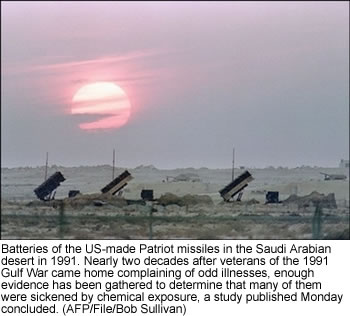 Batteries of the US-made Patriot missiles in the Saudi Arabian
desert in 1991. Nearly two decades after veterans of the 1991
Gulf War came home complaining of odd illnesses, enough
evidence has been gathered to determine that many of them
were sickened by chemical exposure, a study published Monday
concluded. (AFP/File/Bob Sullivan)